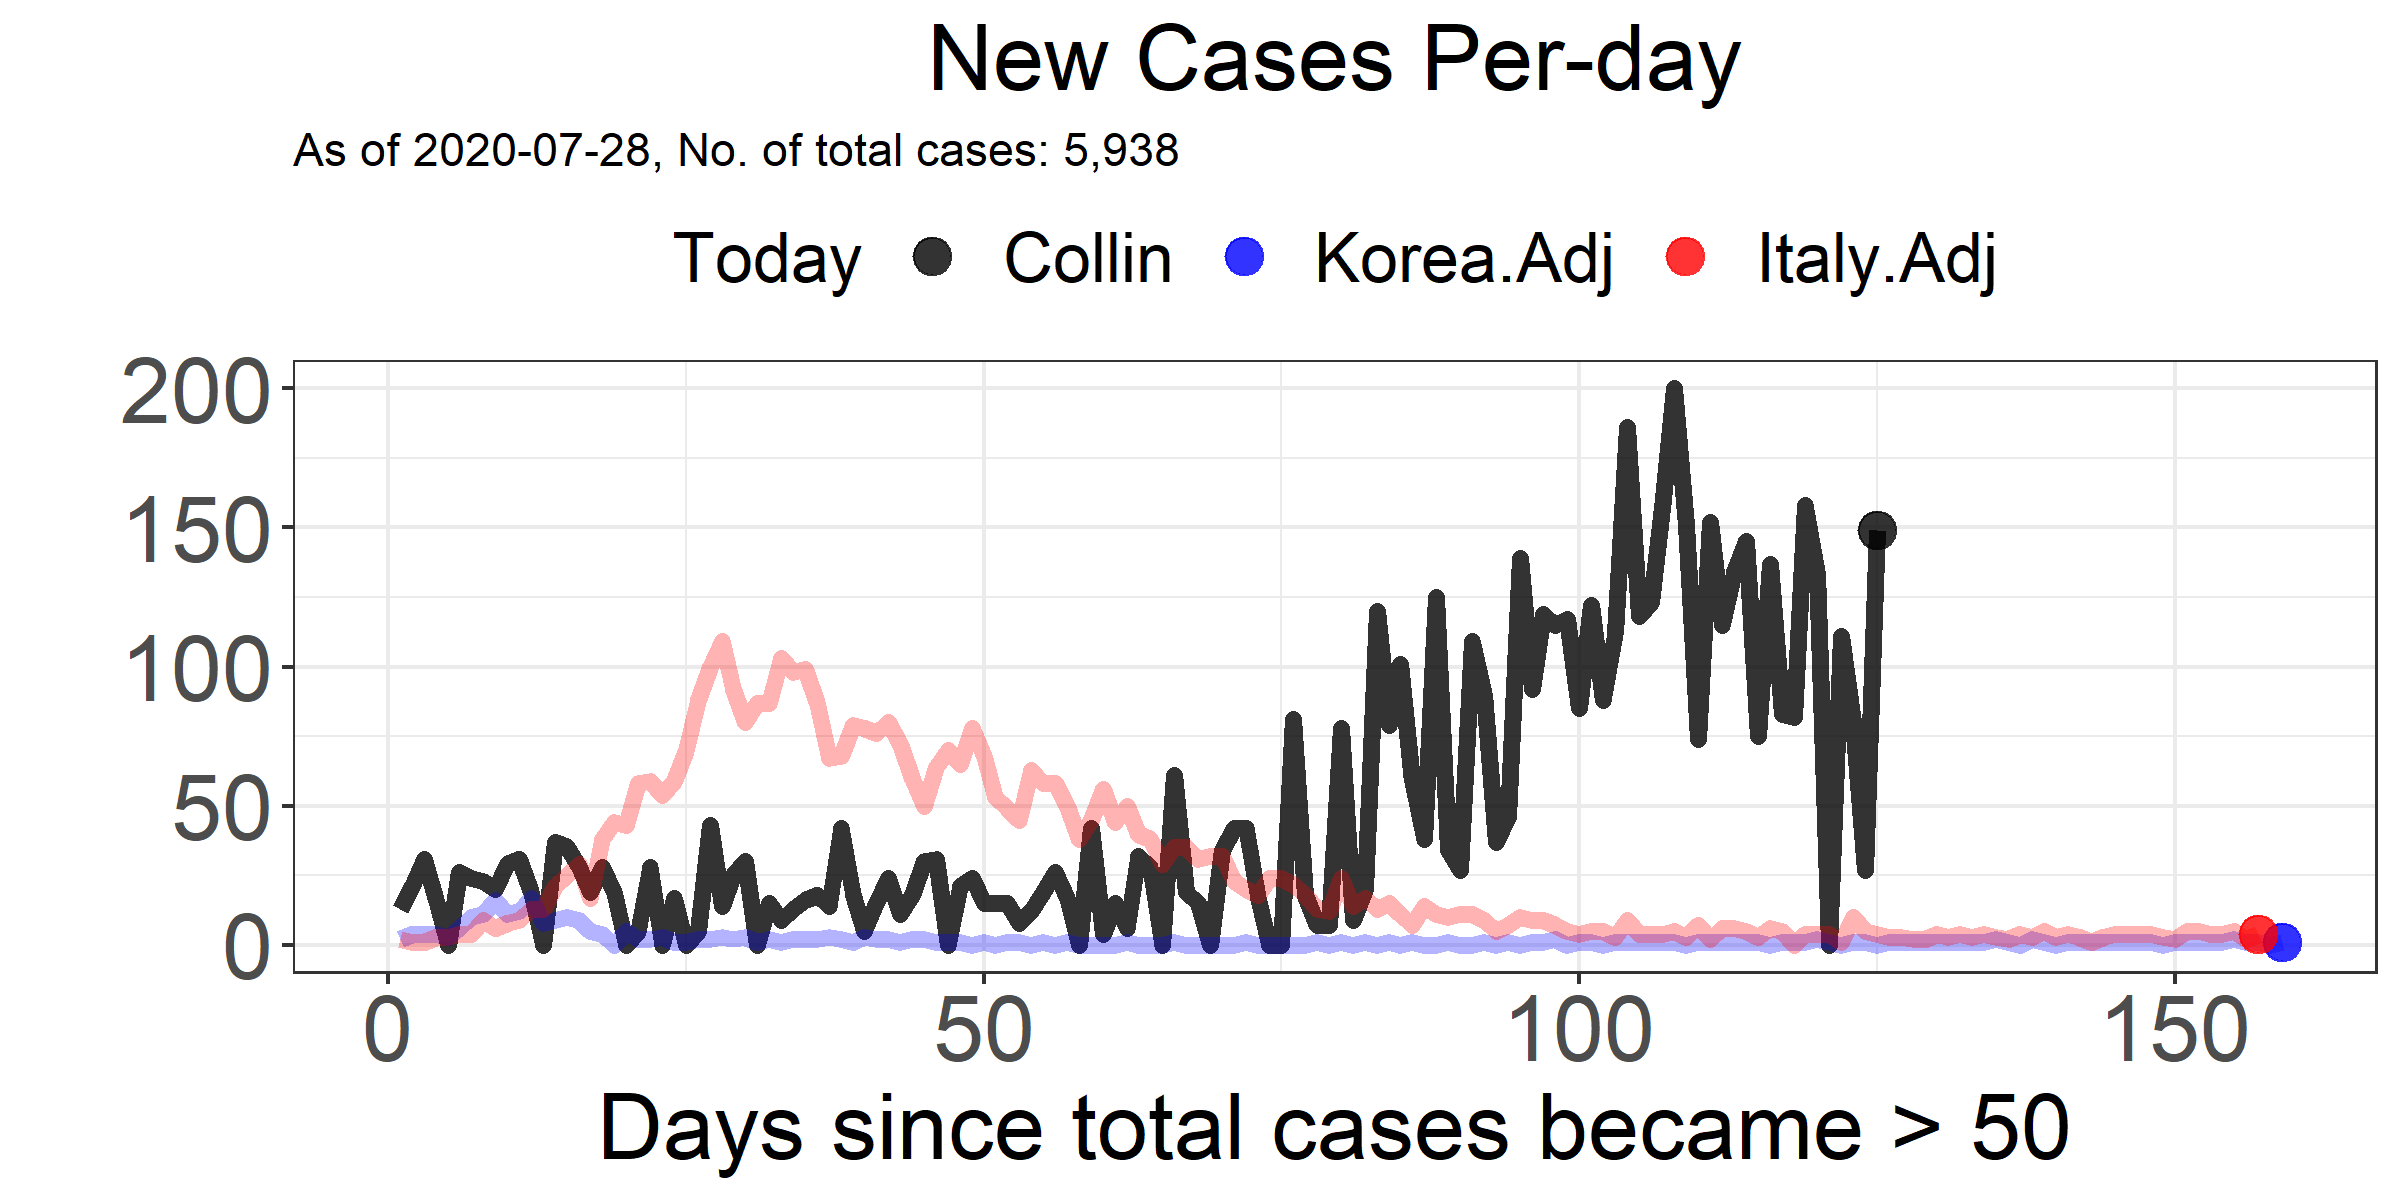 New Cases Per-day
As of 2020-07-28, No. of total cases: 5,938
Today Collin Korea.Adj Italy.Adj
200
150
100
50
0
0 50 100 150
Days since total cases became > 50